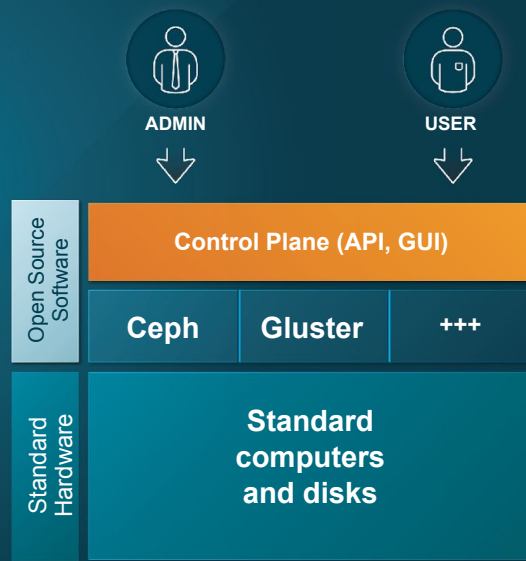 ADMIN
USER
Open Source
Software
Control Plane (API, GUI)
Ceph
Gluster
+++
Standard
Hardware
Standard
computers
and disks